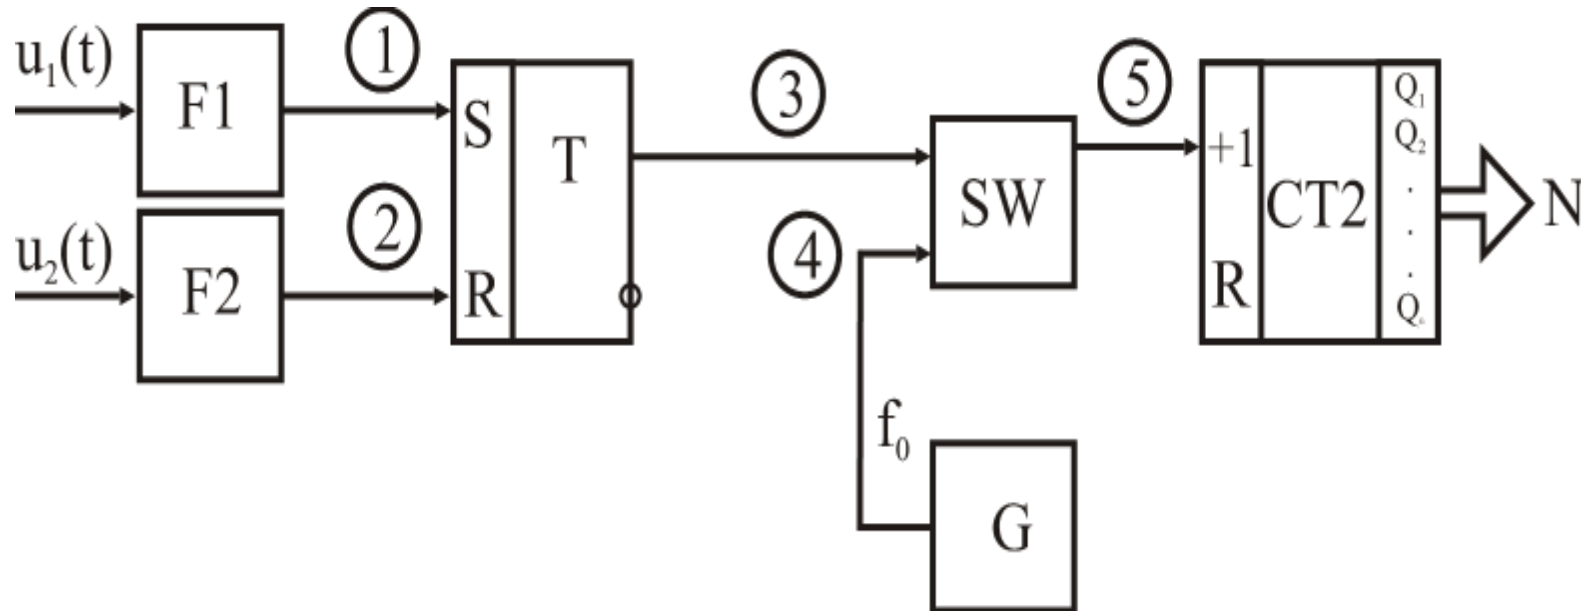 u₁(t)
F1
1
S
T
3
SW
5
+1
CT2
Q₁
Q₂
.
.
.
Q
R
N
u₂(t)
F2
2
R
4
f₀
G